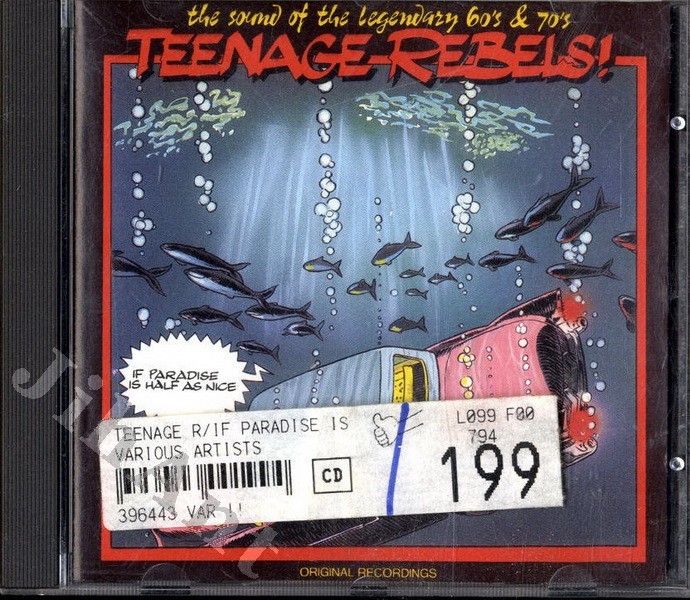 the sound of the legendary 60's & 70's
TEENAGE REBELS!
IF PARADISE
IS HALF AS NICE
TEENAGE R/IF PARADISE IS
VARIOUS ARTISTS
CD
396443 VAR !!
L099 F00
794
199
ORIGINAL RECORDINGS